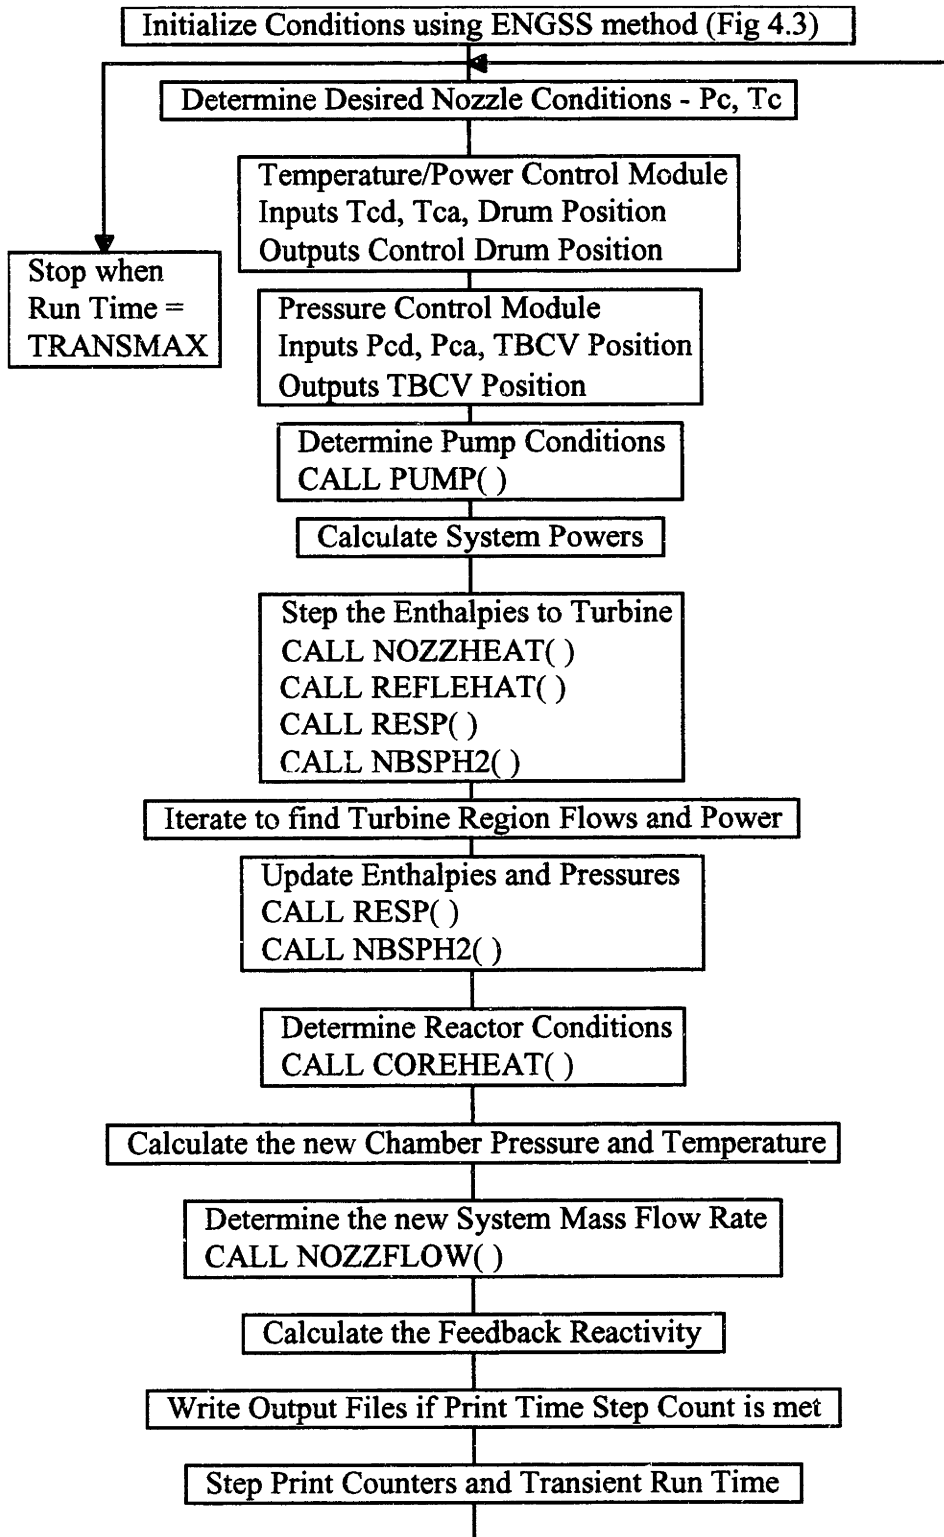 Initialize Conditions using ENGSS method (Fig 4.3)
Determine Desired Nozzle Conditions - Pc, Tc
Temperature/Power Control Module
Inputs Tcd, Tca, Drum Position
Outputs Control Drum Position
Stop when
Run Time =
TRANSMAX
Pressure Control Module
Inputs Pcd, Pca, TBCV Position
Outputs TBCV Position
Determine Pump Conditions
CALL PUMP( )
Calculate System Powers
Step the Enthalpies to Turbine
CALL NOZZHEAT( )
CALL REFLEHAT( )
CALL RESP( )
CALL NBSPH2( )
Iterate to find Turbine Region Flows and Power
Update Enthalpies and Pressures
CALL RESP( )
CALL NBSPH2( )
Determine Reactor Conditions
CALL COREHEAT( )
Calculate the new Chamber Pressure and Temperature
Determine the new System Mass Flow Rate
CALL NOZZFLOW( )
Calculate the Feedback Reactivity
Write Output Files if Print Time Step Count is met
Step Print Counters and Transient Run Time